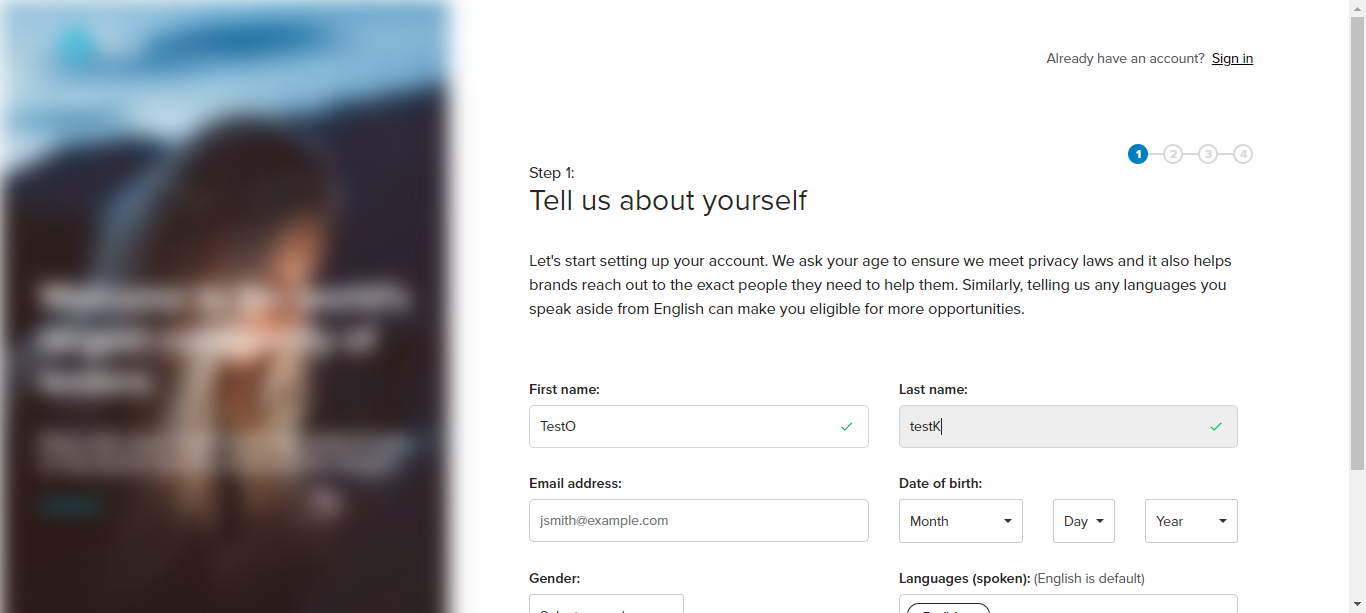 Already have an account? Sign in
1 2 3 4
Step 1:
Tell us about yourself
Let's start setting up your account. We ask your age to ensure we meet privacy laws and it also helps
brands reach out to the exact people they need to help them. Similarly, telling us any languages you
speak aside from English can make you eligible for more opportunities.
First name:
Last name:
TestO
testK
Email address:
Date of birth:
jsmith@example.com
Month
Day
Year
Gender:
Languages (spoken): (English is default)